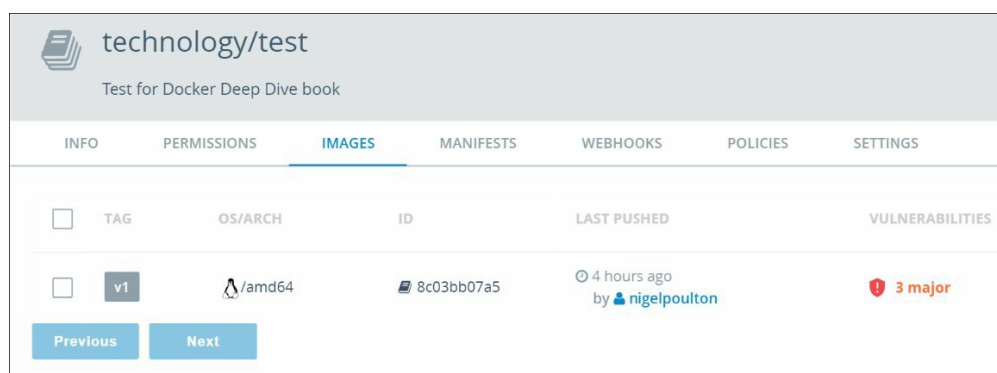 technology/test
Test for Docker Deep Dive book
INFO PERMISSIONS IMAGES MANIFESTS WEBHOOKS POLICIES SETTINGS
TAG OS/ARCH ID LAST PUSHED VULNERABILITIES
v1 /amd64 8c03bb07a5 4 hours ago 3 major
by nigelpoulton
Previous Next